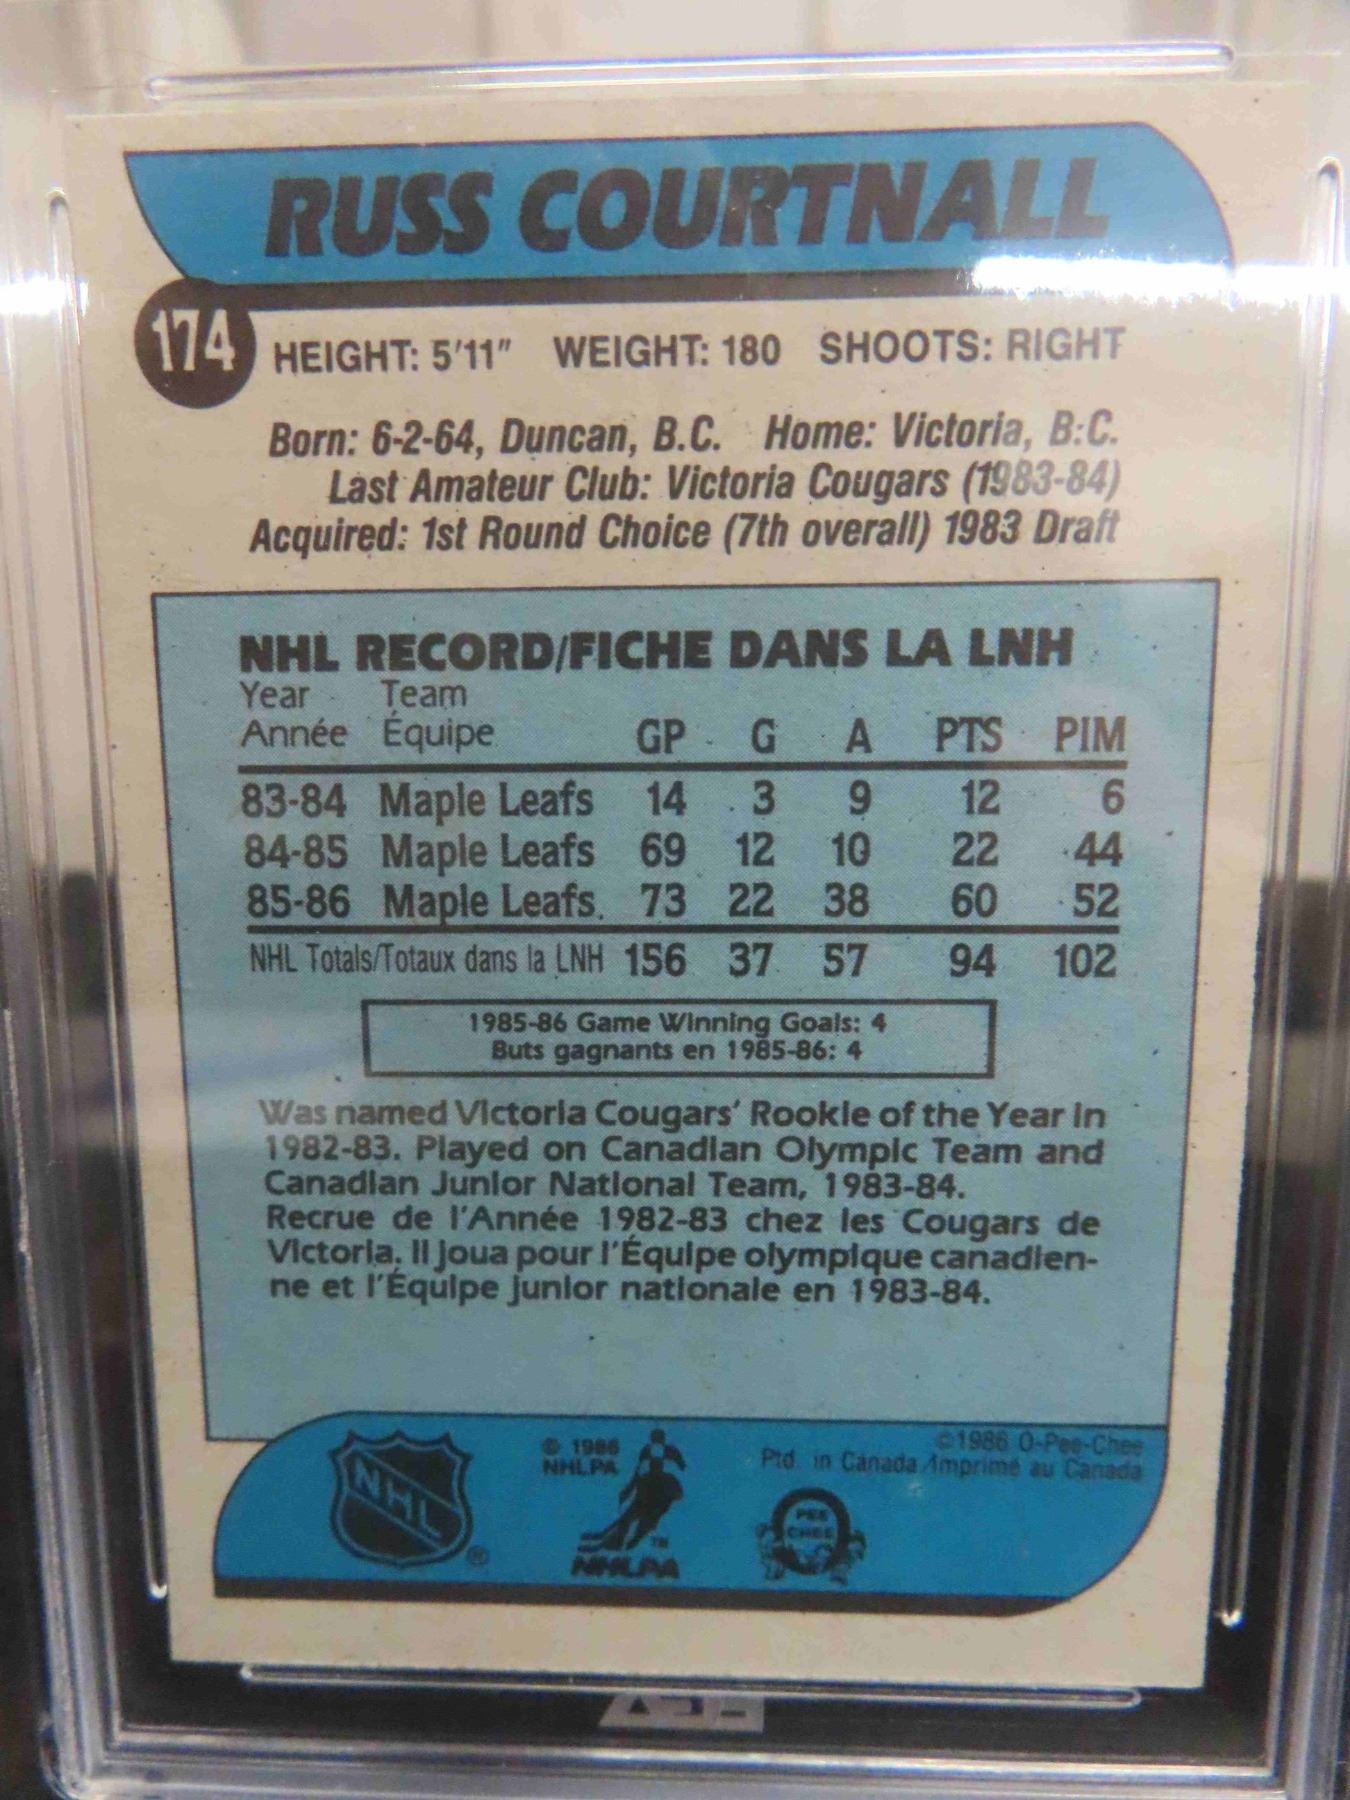 RUSS COURTNALL
174
HEIGHT: 5'11" WEIGHT: 180 SHOOTS: RIGHT
Born: 6-2-64, Duncan, B.C. Home: Victoria, B.C.
Last Amateur Club: Victoria Cougars (1983-84)
Acquired: 1st Round Choice (7th overall) 1983 Draft
NHL RECORD/FICHE DANS LA LNH
Year Team
Année Équipe GP G A PTS PIM
83-84 Maple Leafs 14 3 9 12 6
84-85 Maple Leafs 69 12 10 22 44
85-86 Maple Leafs 73 22 38 60 52
NHL Totals/Totaux dans la LNH 156 37 57 94 102
1985-86 Game Winning Goals: 4
Buts gagnants en 1985-86: 4
Was named Victoria Cougars' Rookie of the Year in
1982-83. Played on Canadian Olympic Team and
Canadian Junior National Team, 1983-84.
Recrue de l'Année 1982-83 chez les Cougars de
Victoria. Il joua pour l'Équipe olympique canadien-
ne et l'Équipe junior nationale en 1983-84.
NHL ®
© 1986
NHLPA
TM
NHLPA
© 1986 O-Pee-Chee
Ptd. in Canada/Imprimé au Canada
PEE
CHEE